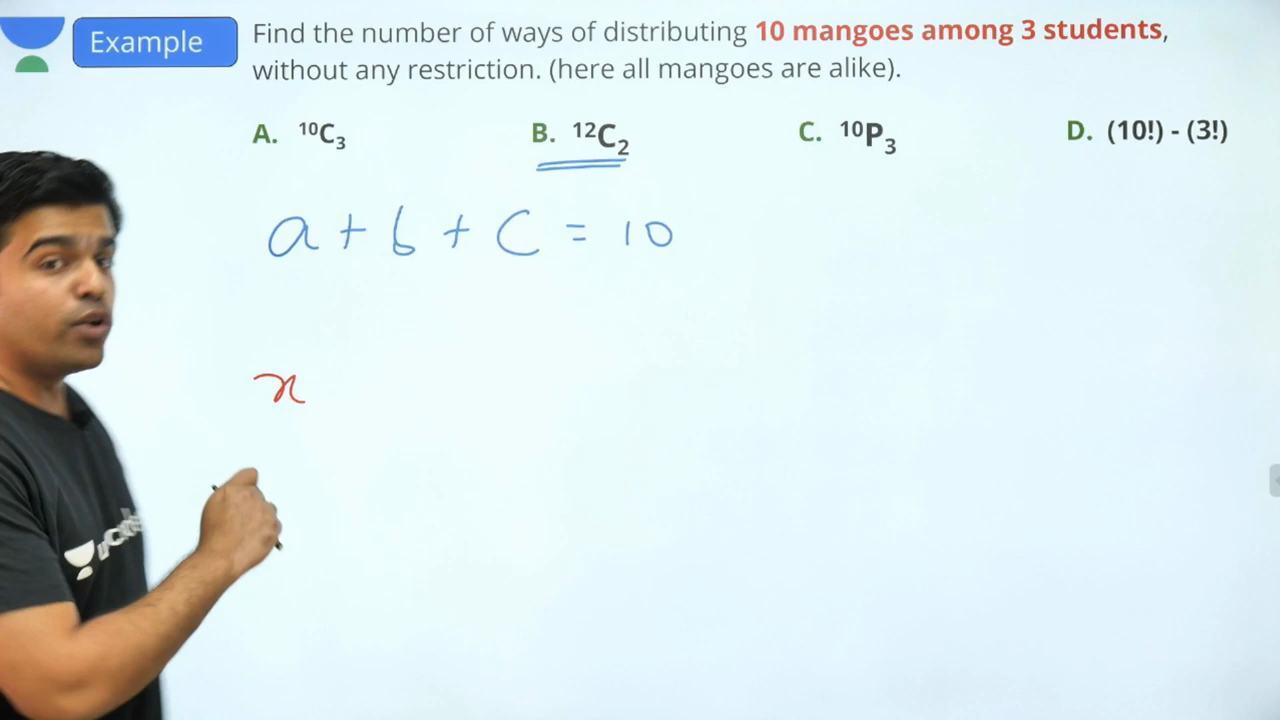 Example
Find the number of ways of distributing 10 mangoes among 3 students,
without any restriction. (here all mangoes are alike).
A. ¹⁰C₃ B. ¹²C₂ C. ¹⁰P₃ D. (10!) - (3!)
a + b + c = 10
x